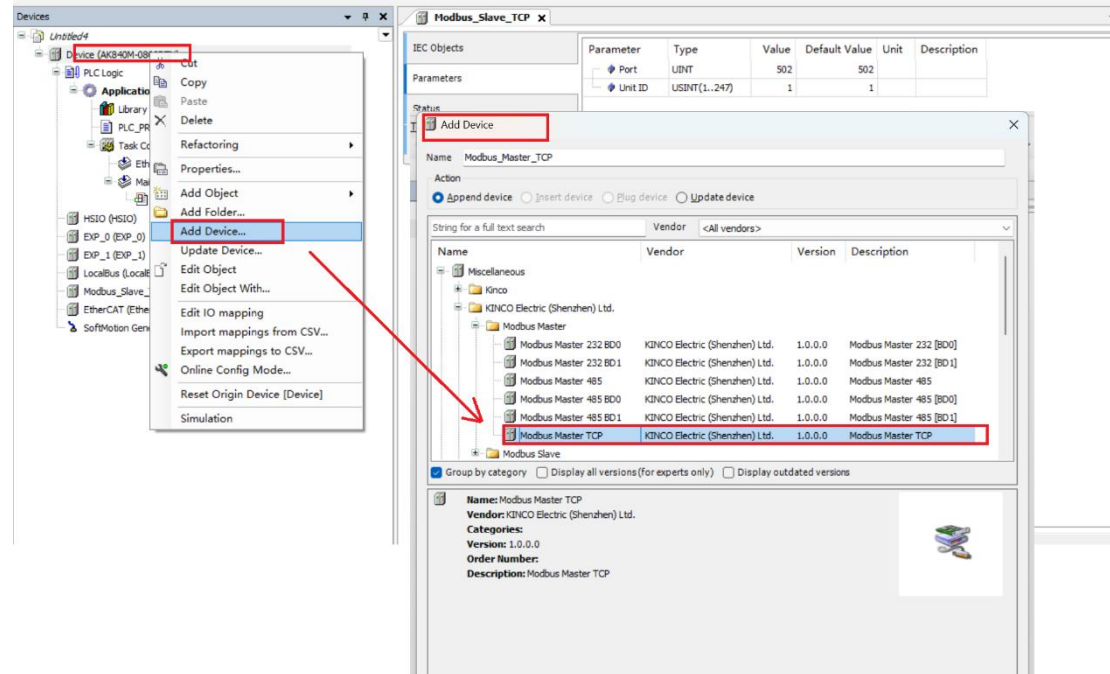 Devices
Untitled4
Device (AK840M-08
PLC Logic
Applicatio
Library
PLC_PR
Task Co
Eth
Mai
HSIO (HSIO)
EXP_0 (EXP_0)
EXP_1 (EXP_1)
LocalBus (LocalB
Modbus_Slave_
EtherCAT (Ethe
SoftMotion Gene
Cut
Copy
Paste
Delete
Refactoring
Properties...
Add Object
Add Folder...
Add Device...
Update Device...
Edit Object
Edit Object With...
Edit IO mapping
Import mappings from CSV...
Export mappings to CSV...
Online Config Mode...
Reset Origin Device [Device]
Simulation
Modbus_Slave_TCP
IEC Objects
Parameters
Status
Parameter Type Value Default Value Unit Description
Port UINT 502 502
Unit ID USINT(1..247) 1 1
Add Device
Name Modbus_Master_TCP
Action
Append device Insert device Plug device Update device
String for a full text search Vendor <All vendors>
Name Vendor Version Description
Miscellaneous
Kinco
KINCO Electric (Shenzhen) Ltd.
Modbus Master
Modbus Master 232 BD0 KINCO Electric (Shenzhen) Ltd. 1.0.0.0 Modbus Master 232 [BD0]
Modbus Master 232 BD1 KINCO Electric (Shenzhen) Ltd. 1.0.0.0 Modbus Master 232 [BD1]
Modbus Master 485 KINCO Electric (Shenzhen) Ltd. 1.0.0.0 Modbus Master 485
Modbus Master 485 BD0 KINCO Electric (Shenzhen) Ltd. 1.0.0.0 Modbus Master 485 [BD0]
Modbus Master 485 BD1 KINCO Electric (Shenzhen) Ltd. 1.0.0.0 Modbus Master 485 [BD1]
Modbus Master TCP KINCO Electric (Shenzhen) Ltd. 1.0.0.0 Modbus Master TCP
Modbus Slave
Group by category Display all versions (for experts only) Display outdated versions
Name: Modbus Master TCP
Vendor: KINCO Electric (Shenzhen) Ltd.
Categories:
Version: 1.0.0.0
Order Number:
Description: Modbus Master TCP